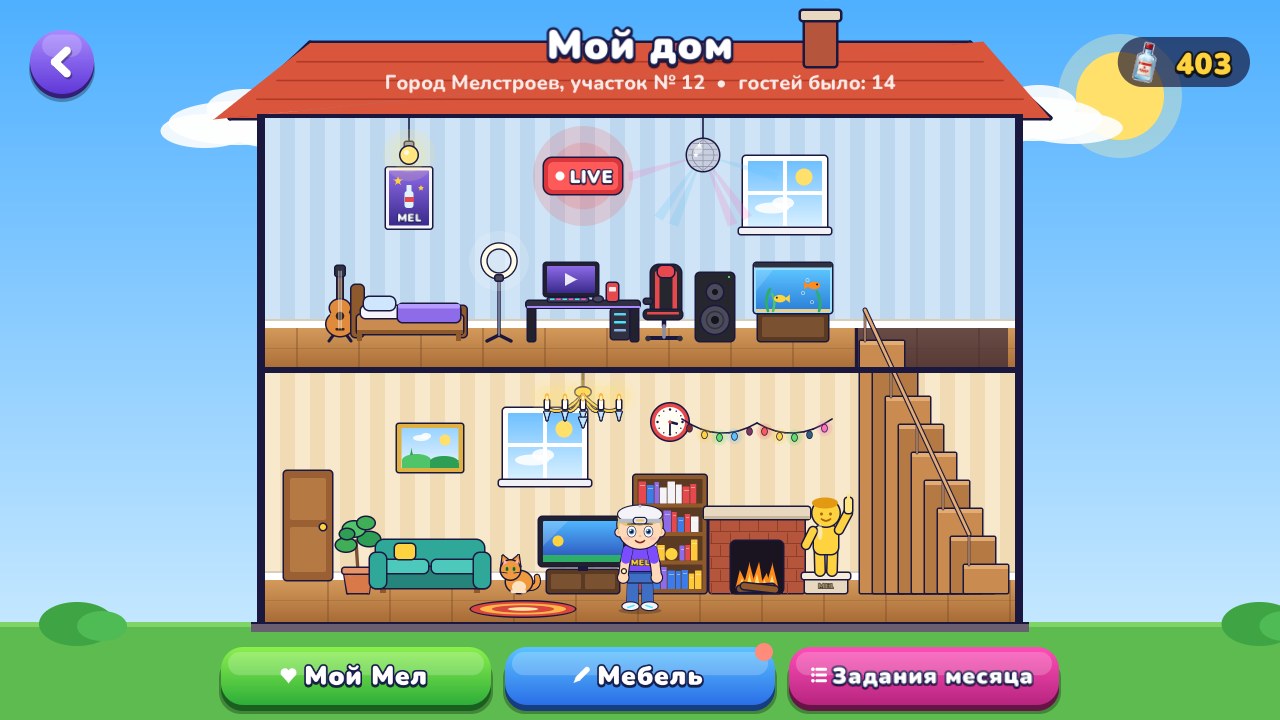 Мой дом
Город Мелстроев, участок № 12 • гостей было: 14
403
LIVE
MEL
MEL
MEL
Мой Мел
Мебель
Задания месяца